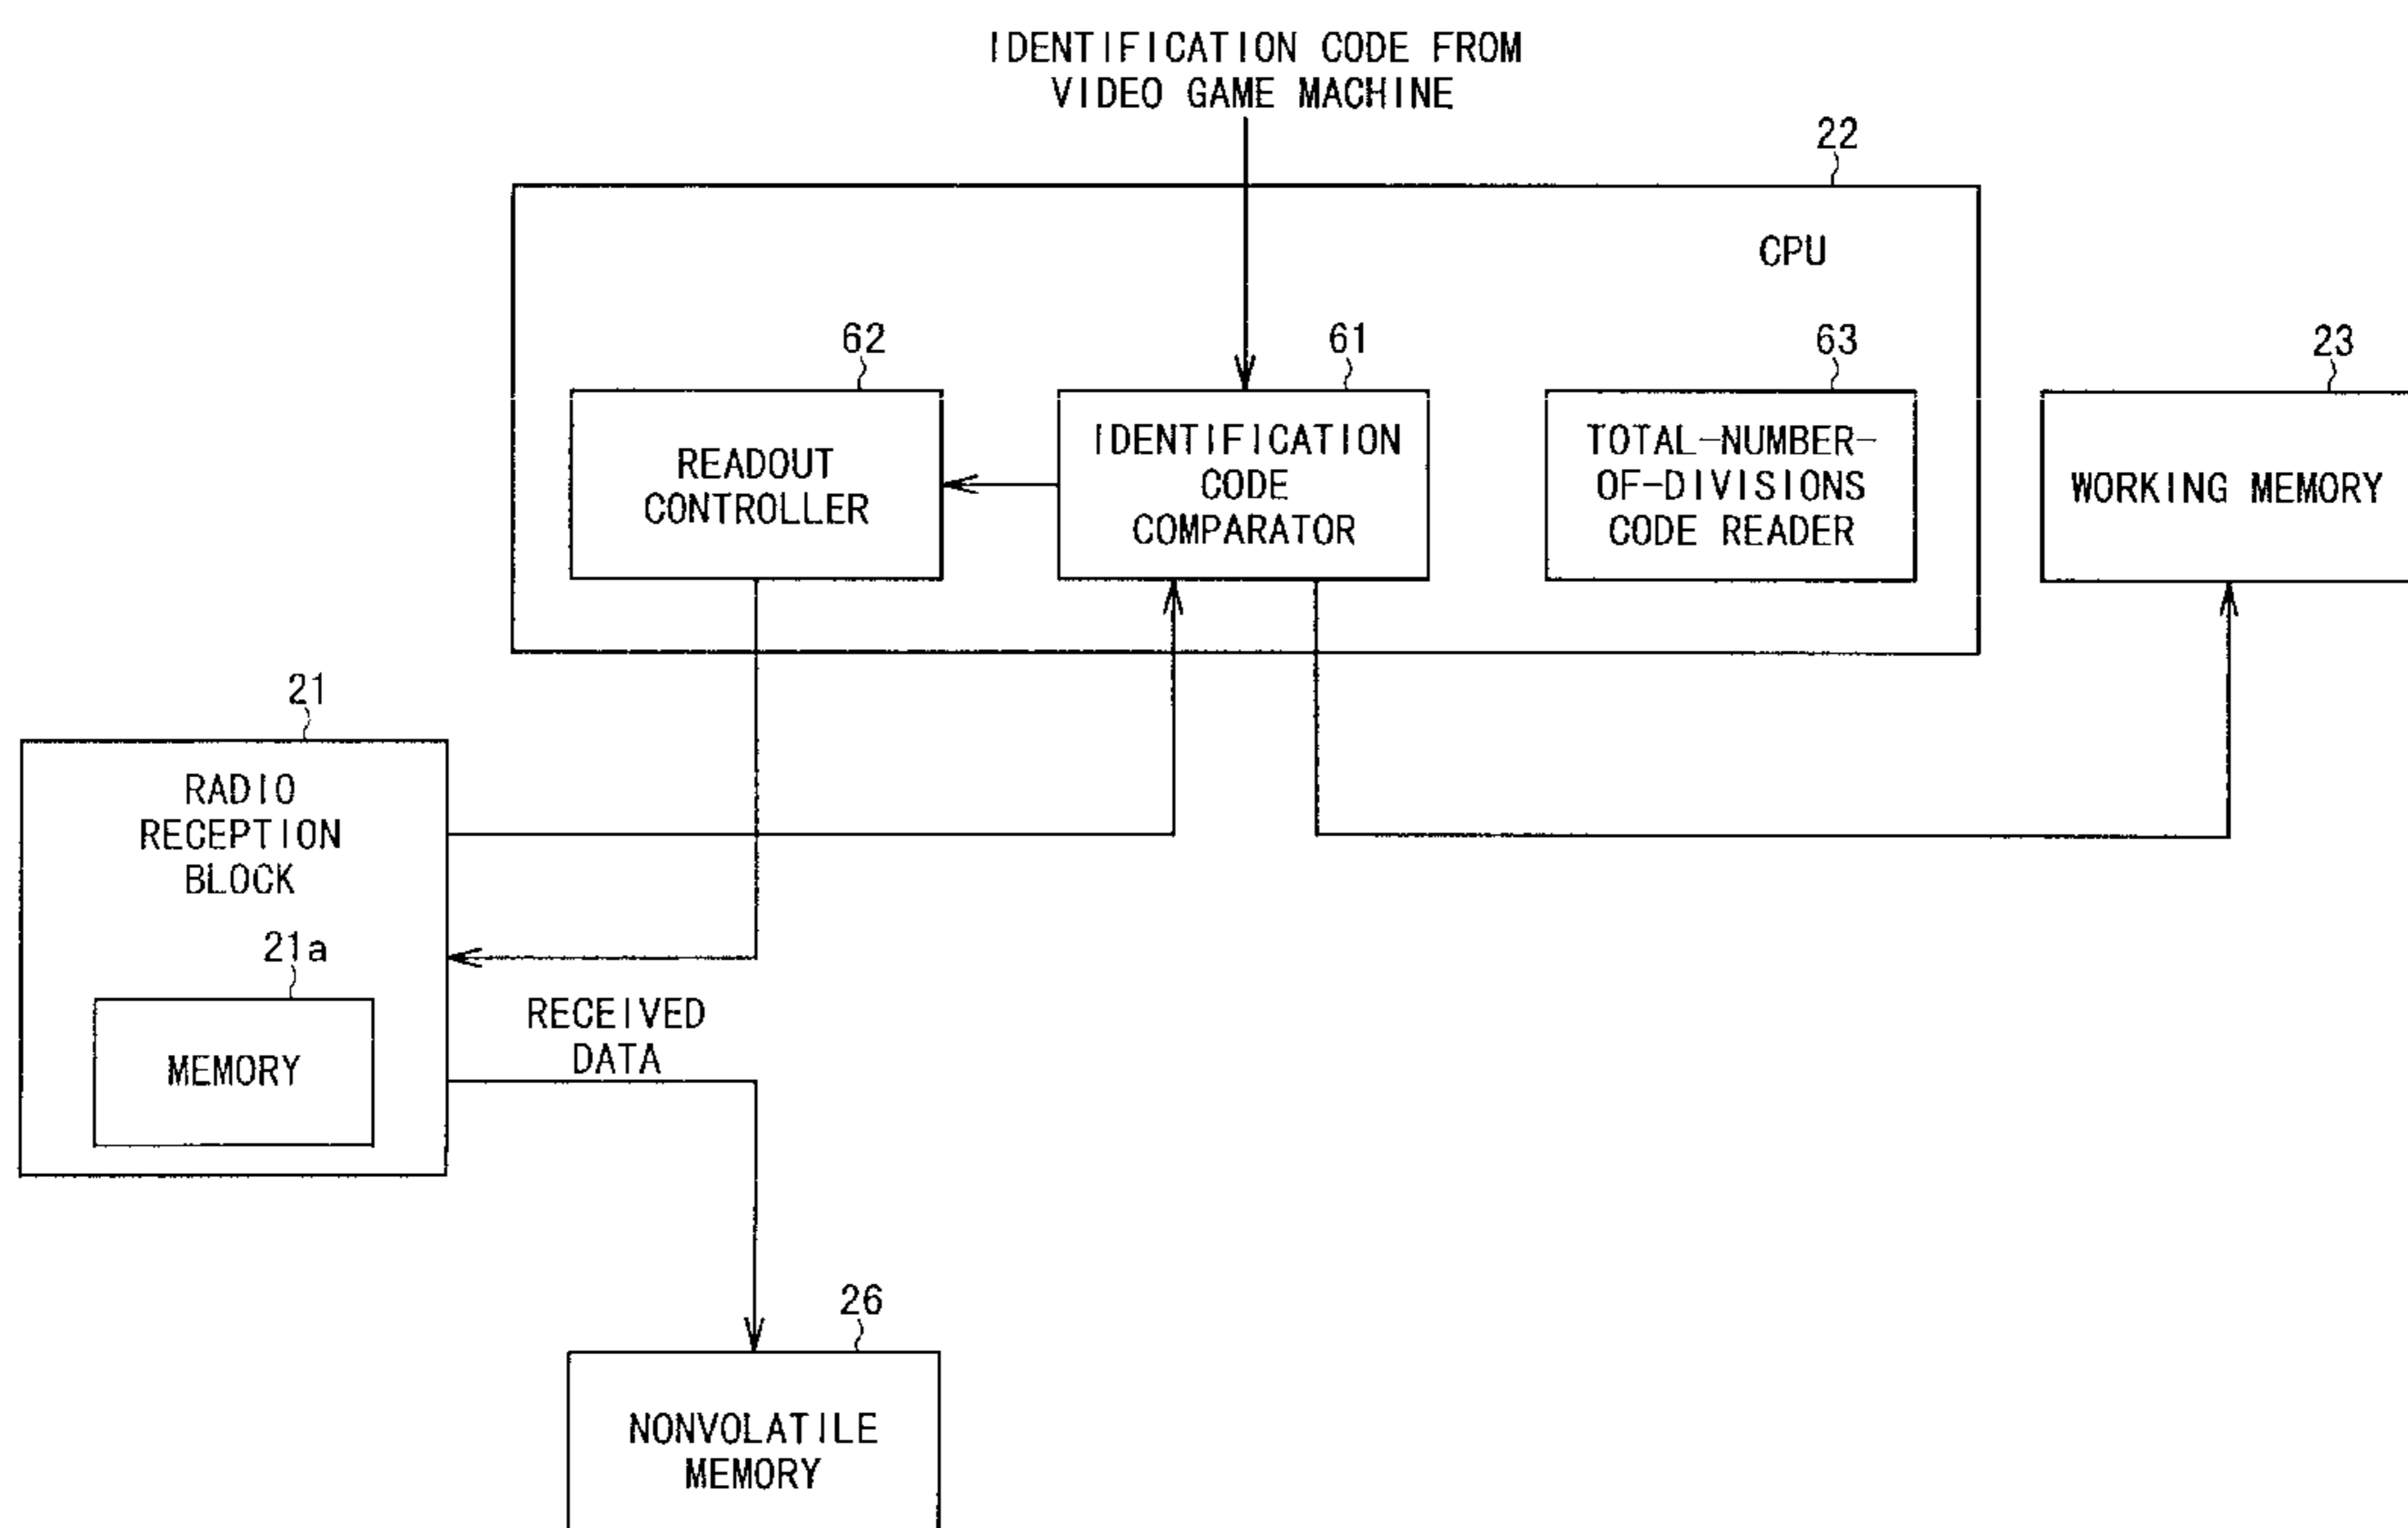 IDENTIFICATION CODE FROM
VIDEO GAME MACHINE
22
CPU
62
61
63
23
READOUT
CONTROLLER
IDENTIFICATION
CODE
COMPARATOR
TOTAL-NUMBER-
OF-DIVISIONS
CODE READER
WORKING MEMORY
21
RADIO
RECEPTION
BLOCK
21a
MEMORY
RECEIVED
DATA
26
NONVOLATILE
MEMORY